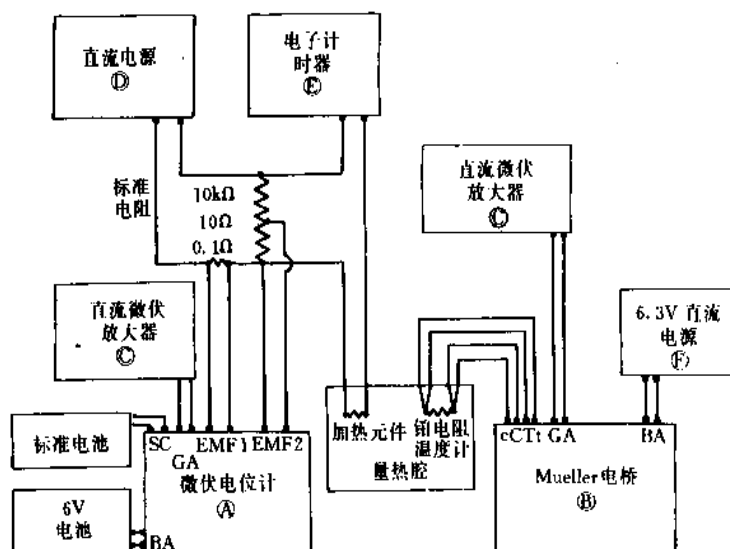 直流电源
Ⓓ
电子计
时器
Ⓔ
标准
电阻
10kΩ
10Ω
0.1Ω
直流微伏
放大器
Ⓒ
直流微伏
放大器
Ⓒ
6.3V 直流
电源
Ⓕ
标准电池
SC
GA
EMF1
EMF2
微伏电位计
Ⓐ
BA
6V
电池
加热元件
铂电阻
温度计
量热腔
cCTt
GA
BA
Mueller电桥
Ⓑ